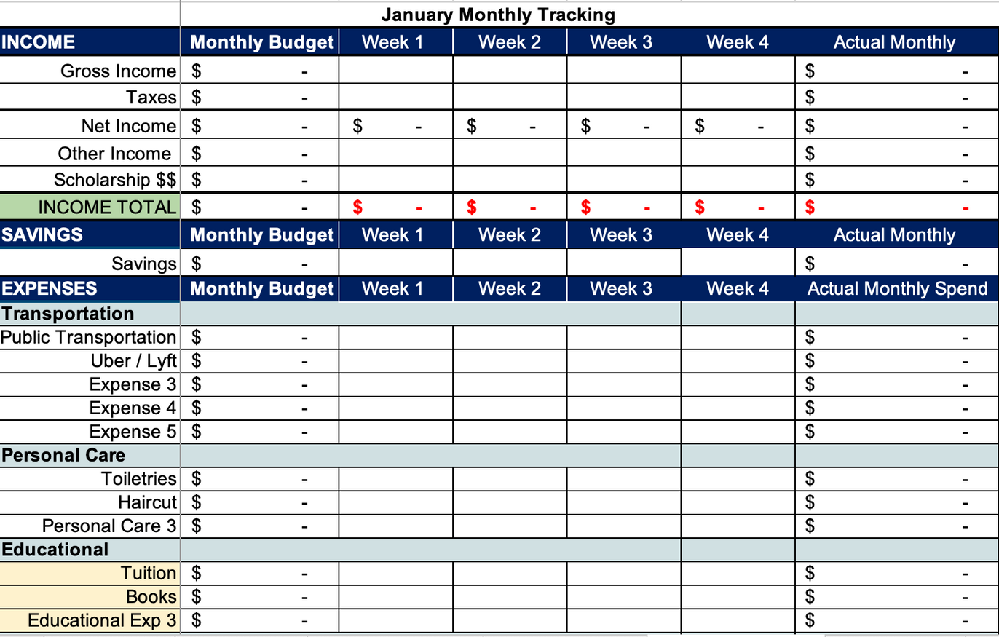 January Monthly Tracking
INCOME Monthly Budget Week 1 Week 2 Week 3 Week 4 Actual Monthly
Gross Income $ - $ -
Taxes $ - $ -
Net Income $ - $ - $ - $ - $ - $ -
Other Income $ - $ -
Scholarship $$ $ - $ -
INCOME TOTAL $ - $ - $ - $ - $ - $ -
SAVINGS Monthly Budget Week 1 Week 2 Week 3 Week 4 Actual Monthly
Savings $ - $ -
EXPENSES Monthly Budget Week 1 Week 2 Week 3 Week 4 Actual Monthly Spend
Transportation
Public Transportation $ - $ -
Uber / Lyft $ - $ -
Expense 3 $ - $ -
Expense 4 $ - $ -
Expense 5 $ - $ -
Personal Care
Toiletries $ - $ -
Haircut $ - $ -
Personal Care 3 $ - $ -
Educational
Tuition $ - $ -
Books $ - $ -
Educational Exp 3 $ - $ -